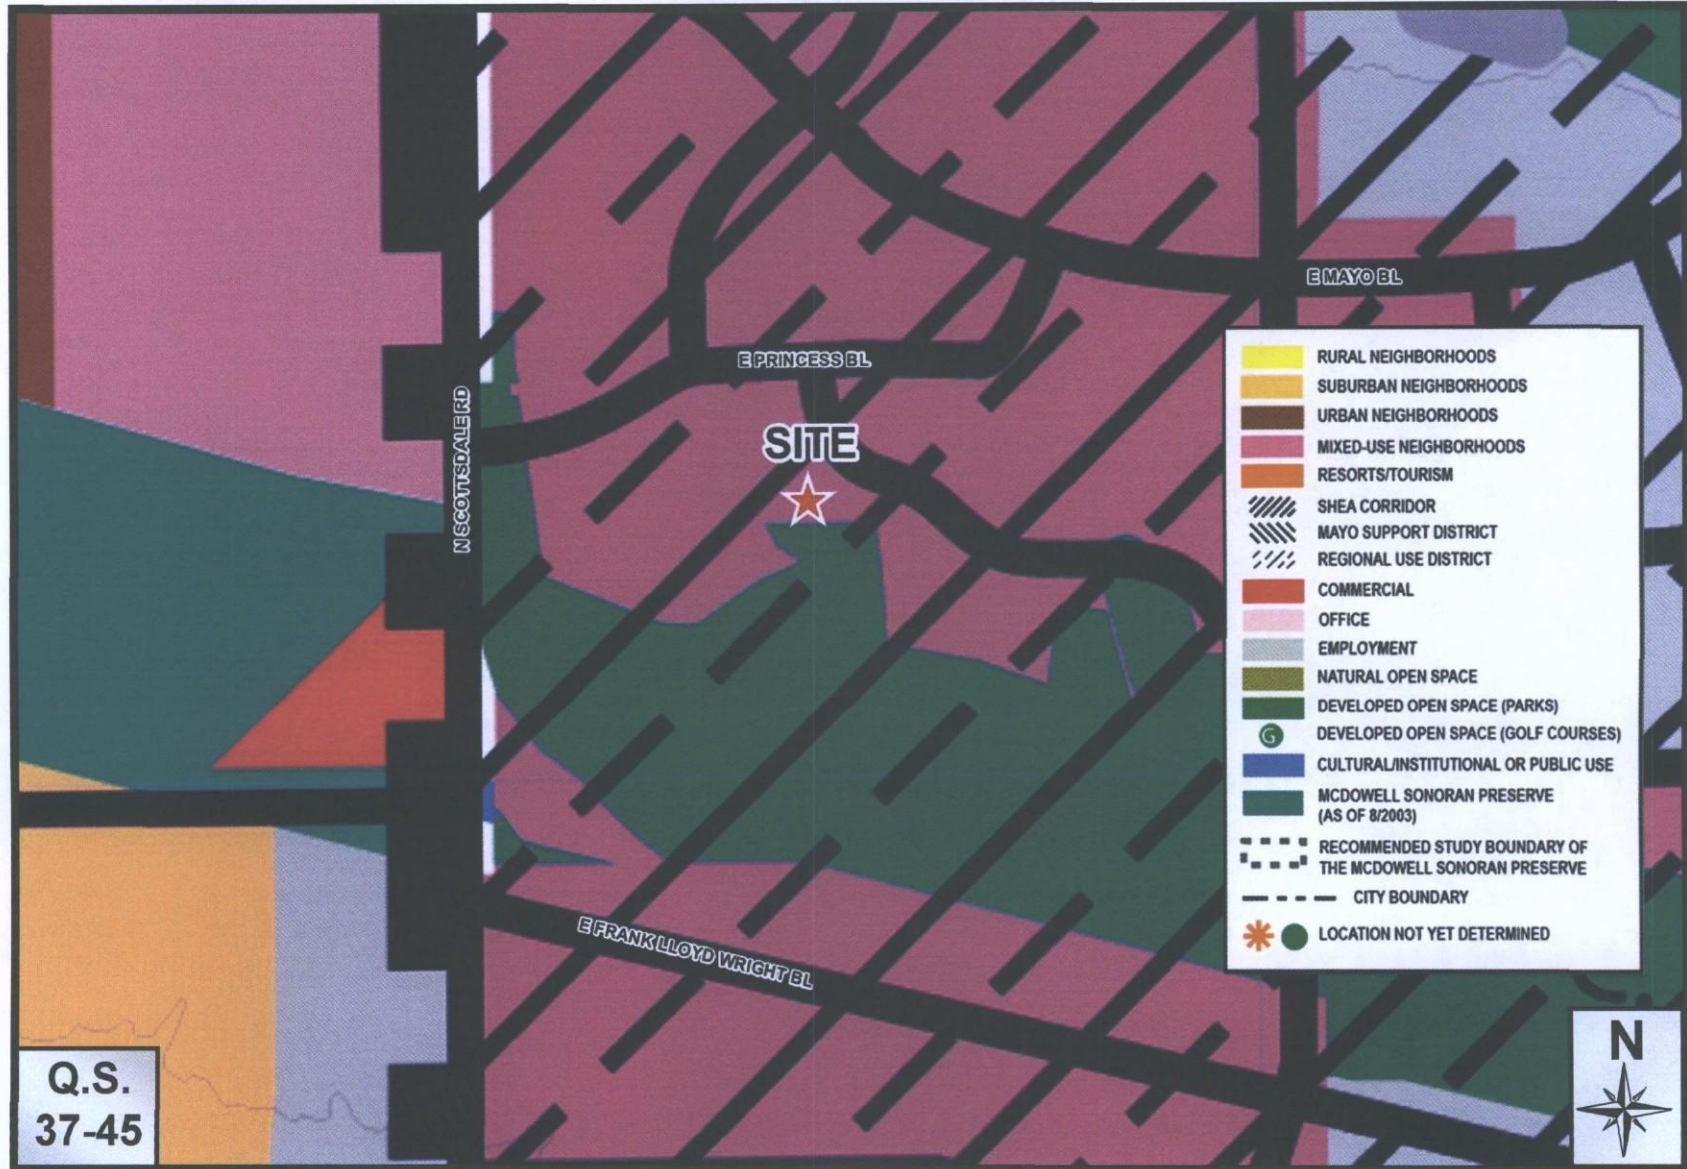 E MAYO BL
E PRINCESS BL
SITE
N SCOTTSDALE RD
E FRANK LLOYD WRIGHT BL
RURAL NEIGHBORHOODS
SUBURBAN NEIGHBORHOODS
URBAN NEIGHBORHOODS
MIXED-USE NEIGHBORHOODS
RESORTS/TOURISM
SHEA CORRIDOR
MAYO SUPPORT DISTRICT
REGIONAL USE DISTRICT
COMMERCIAL
OFFICE
EMPLOYMENT
NATURAL OPEN SPACE
DEVELOPED OPEN SPACE (PARKS)
G
DEVELOPED OPEN SPACE (GOLF COURSES)
CULTURAL/INSTITUTIONAL OR PUBLIC USE
MCDOWELL SONORAN PRESERVE
(AS OF 8/2003)
RECOMMENDED STUDY BOUNDARY OF
THE MCDOWELL SONORAN PRESERVE
CITY BOUNDARY
LOCATION NOT YET DETERMINED
Q.S.
37-45
N